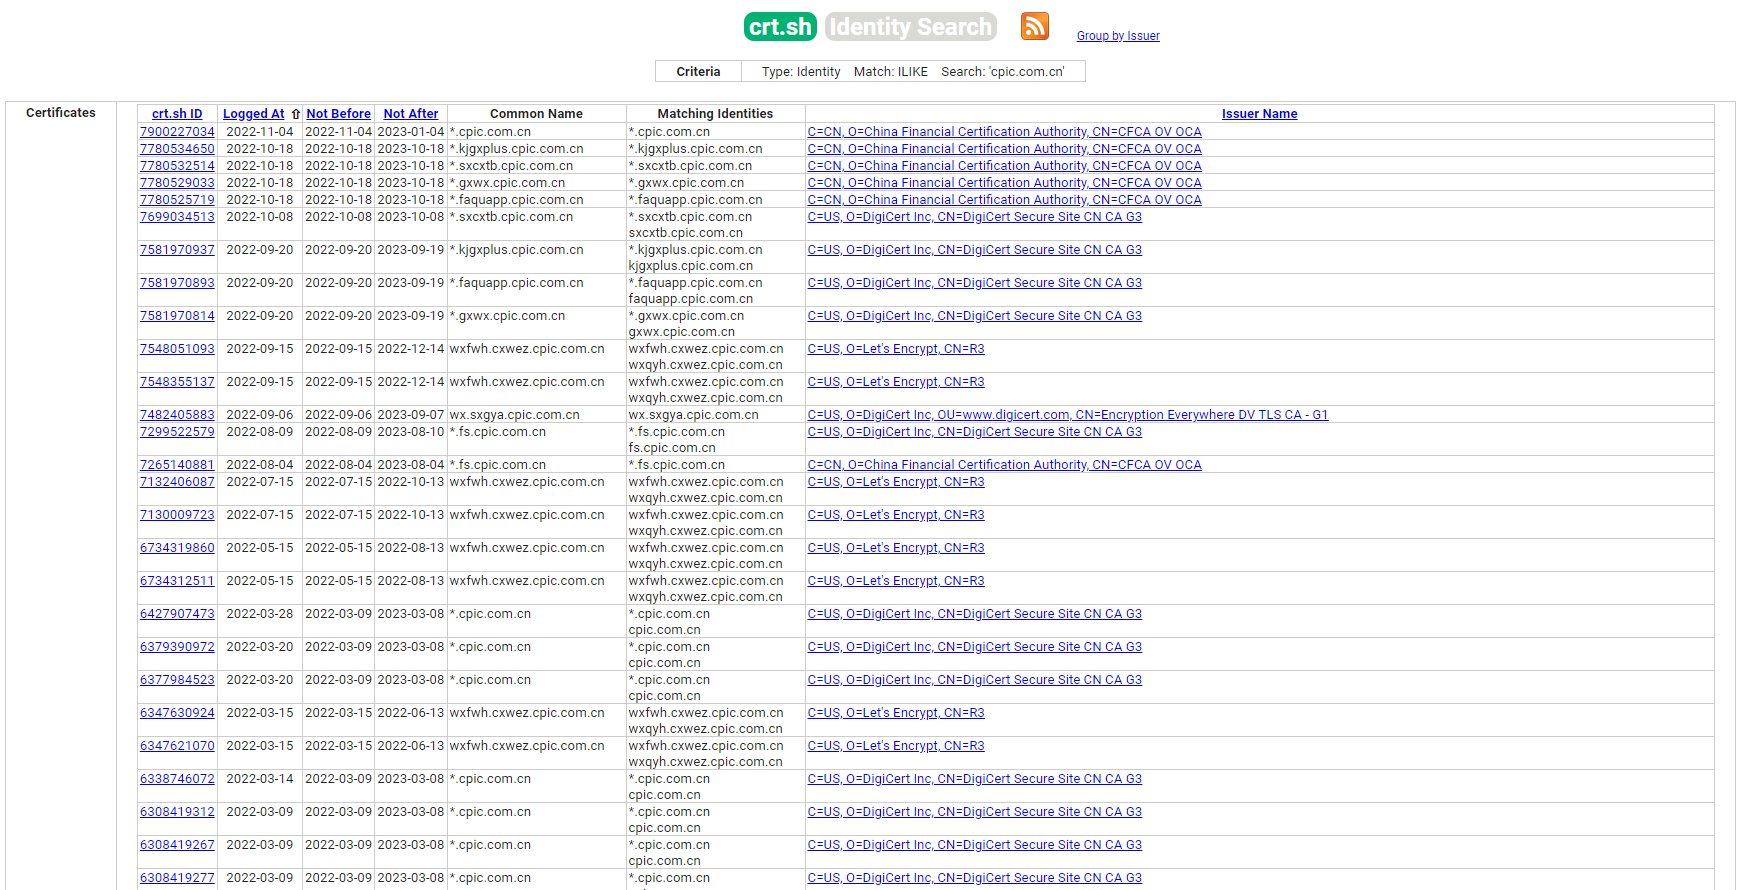 crt.sh Identity Search Group by Issuer
Criteria Type: Identity Match: ILIKE Search: 'cpic.com.cn'
Certificates
crt.sh ID Logged At ⇧ Not Before Not After Common Name Matching Identities Issuer Name
7900227034 2022-11-04 2022-11-04 2023-01-04 *.cpic.com.cn *.cpic.com.cn C=CN, O=China Financial Certification Authority, CN=CFCA OV OCA
7780534650 2022-10-18 2022-10-18 2023-10-18 *.kjgxplus.cpic.com.cn *.kjgxplus.cpic.com.cn C=CN, O=China Financial Certification Authority, CN=CFCA OV OCA
7780532514 2022-10-18 2022-10-18 2023-10-18 *.sxcxtb.cpic.com.cn *.sxcxtb.cpic.com.cn C=CN, O=China Financial Certification Authority, CN=CFCA OV OCA
7780529033 2022-10-18 2022-10-18 2023-10-18 *.gxwx.cpic.com.cn *.gxwx.cpic.com.cn C=CN, O=China Financial Certification Authority, CN=CFCA OV OCA
7780525719 2022-10-18 2022-10-18 2023-10-18 *.faquapp.cpic.com.cn *.faquapp.cpic.com.cn C=CN, O=China Financial Certification Authority, CN=CFCA OV OCA
7699034513 2022-10-08 2022-10-08 2023-10-08 *.sxcxtb.cpic.com.cn *.sxcxtb.cpic.com.cn C=US, O=DigiCert Inc, CN=DigiCert Secure Site CN CA G3
sxcxtb.cpic.com.cn
7581970937 2022-09-20 2022-09-20 2023-09-19 *.kjgxplus.cpic.com.cn *.kjgxplus.cpic.com.cn C=US, O=DigiCert Inc, CN=DigiCert Secure Site CN CA G3
kjgxplus.cpic.com.cn
7581970893 2022-09-20 2022-09-20 2023-09-19 *.faquapp.cpic.com.cn *.faquapp.cpic.com.cn C=US, O=DigiCert Inc, CN=DigiCert Secure Site CN CA G3
faquapp.cpic.com.cn
7581970814 2022-09-20 2022-09-20 2023-09-19 *.gxwx.cpic.com.cn *.gxwx.cpic.com.cn C=US, O=DigiCert Inc, CN=DigiCert Secure Site CN CA G3
gxwx.cpic.com.cn
7548051093 2022-09-15 2022-09-15 2022-12-14 wxfwh.cxwez.cpic.com.cn wxfwh.cxwez.cpic.com.cn C=US, O=Let's Encrypt, CN=R3
wxqyh.cxwez.cpic.com.cn
7548355137 2022-09-15 2022-09-15 2022-12-14 wxfwh.cxwez.cpic.com.cn wxfwh.cxwez.cpic.com.cn C=US, O=Let's Encrypt, CN=R3
wxqyh.cxwez.cpic.com.cn
7482405883 2022-09-06 2022-09-06 2023-09-07 wx.sxgya.cpic.com.cn wx.sxgya.cpic.com.cn C=US, O=DigiCert Inc, OU=www.digicert.com, CN=Encryption Everywhere DV TLS CA - G1
7299522579 2022-08-09 2022-08-09 2023-08-10 *.fs.cpic.com.cn *.fs.cpic.com.cn C=US, O=DigiCert Inc, CN=DigiCert Secure Site CN CA G3
fs.cpic.com.cn
7265140881 2022-08-04 2022-08-04 2023-08-04 *.fs.cpic.com.cn *.fs.cpic.com.cn C=CN, O=China Financial Certification Authority, CN=CFCA OV OCA
7132406087 2022-07-15 2022-07-15 2022-10-13 wxfwh.cxwez.cpic.com.cn wxfwh.cxwez.cpic.com.cn C=US, O=Let's Encrypt, CN=R3
wxqyh.cxwez.cpic.com.cn
7130009723 2022-07-15 2022-07-15 2022-10-13 wxfwh.cxwez.cpic.com.cn wxfwh.cxwez.cpic.com.cn C=US, O=Let's Encrypt, CN=R3
wxqyh.cxwez.cpic.com.cn
6734319860 2022-05-15 2022-05-15 2022-08-13 wxfwh.cxwez.cpic.com.cn wxfwh.cxwez.cpic.com.cn C=US, O=Let's Encrypt, CN=R3
wxqyh.cxwez.cpic.com.cn
6734312511 2022-05-15 2022-05-15 2022-08-13 wxfwh.cxwez.cpic.com.cn wxfwh.cxwez.cpic.com.cn C=US, O=Let's Encrypt, CN=R3
wxqyh.cxwez.cpic.com.cn
6427907473 2022-03-28 2022-03-09 2023-03-08 *.cpic.com.cn *.cpic.com.cn C=US, O=DigiCert Inc, CN=DigiCert Secure Site CN CA G3
cpic.com.cn
6379390972 2022-03-20 2022-03-09 2023-03-08 *.cpic.com.cn *.cpic.com.cn C=US, O=DigiCert Inc, CN=DigiCert Secure Site CN CA G3
cpic.com.cn
6377984523 2022-03-20 2022-03-09 2023-03-08 *.cpic.com.cn *.cpic.com.cn C=US, O=DigiCert Inc, CN=DigiCert Secure Site CN CA G3
cpic.com.cn
6347630924 2022-03-15 2022-03-15 2022-06-13 wxfwh.cxwez.cpic.com.cn wxfwh.cxwez.cpic.com.cn C=US, O=Let's Encrypt, CN=R3
wxqyh.cxwez.cpic.com.cn
6347621070 2022-03-15 2022-03-15 2022-06-13 wxfwh.cxwez.cpic.com.cn wxfwh.cxwez.cpic.com.cn C=US, O=Let's Encrypt, CN=R3
wxqyh.cxwez.cpic.com.cn
6338746072 2022-03-14 2022-03-09 2023-03-08 *.cpic.com.cn *.cpic.com.cn C=US, O=DigiCert Inc, CN=DigiCert Secure Site CN CA G3
cpic.com.cn
6308419312 2022-03-09 2022-03-09 2023-03-08 *.cpic.com.cn *.cpic.com.cn C=US, O=DigiCert Inc, CN=DigiCert Secure Site CN CA G3
cpic.com.cn
6308419267 2022-03-09 2022-03-09 2023-03-08 *.cpic.com.cn *.cpic.com.cn C=US, O=DigiCert Inc, CN=DigiCert Secure Site CN CA G3
cpic.com.cn
6308419277 2022-03-09 2022-03-09 2023-03-08 *.cpic.com.cn *.cpic.com.cn C=US, O=DigiCert Inc, CN=DigiCert Secure Site CN CA G3